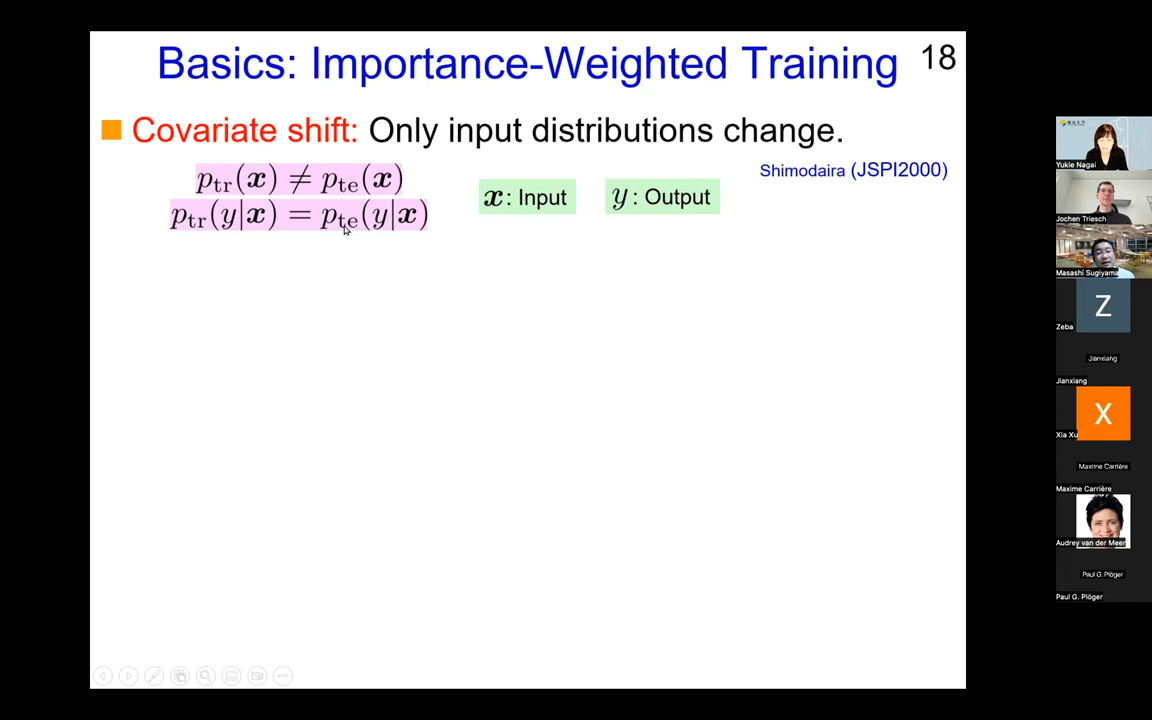 Basics: Importance-Weighted Training
18
Covariate shift: Only input distributions change.
Shimodaira (JSPI2000)
p_tr(x) ≠ p_te(x)
p_tr(y|x) = p_te(y|x)
x: Input
y: Output
Yukie Nagai
Jochen Triesch
Masashi Sugiyama
Z
Zeba
Jianxiang
Jianxiang
X
Xia Xu
Maxime Carrière
Maxime Carrière
Audrey van der Meer
Paul G. Plöger
Paul G. Plöger